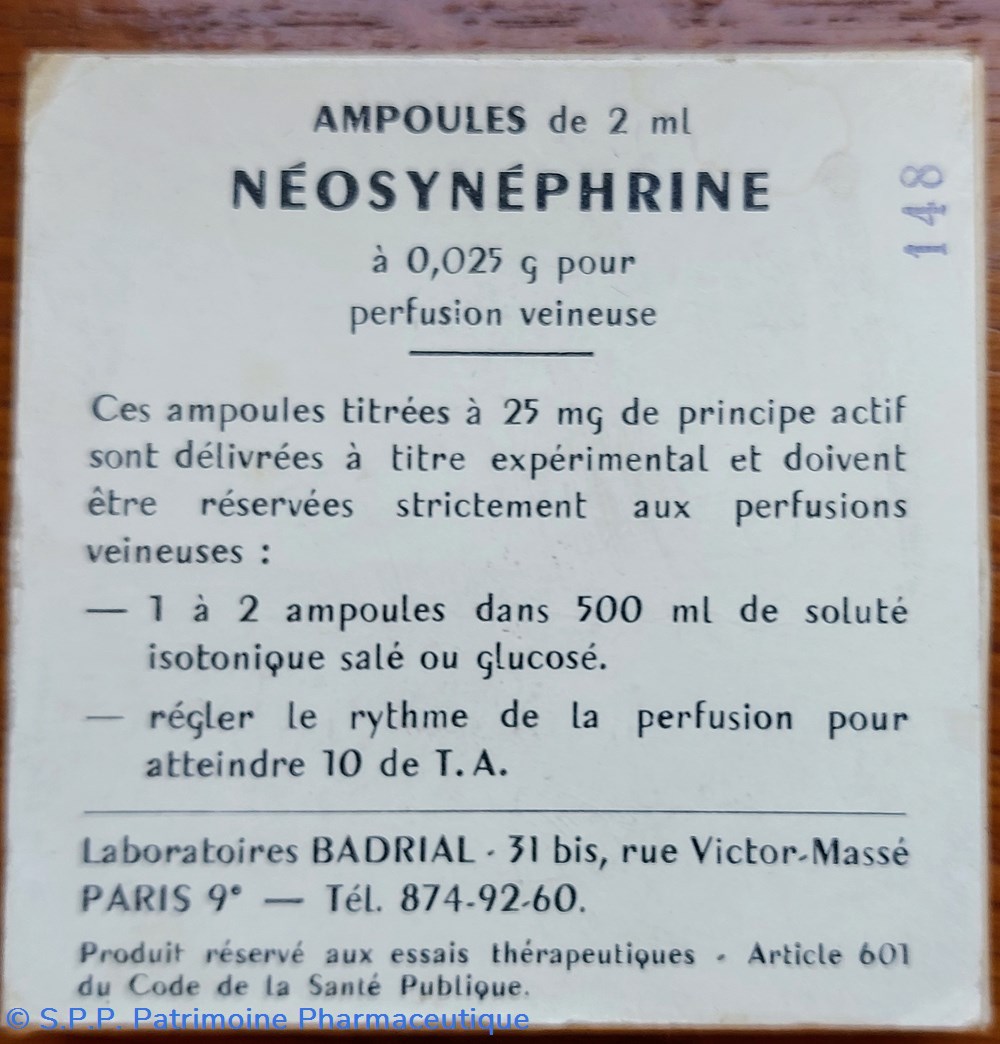 AMPOULES de 2 ml
NÉOSYNÉPHRINE
148
à 0,025 g pour
perfusion veineuse
Ces ampoules titrées à 25 mg de principe actif
sont délivrées à titre expérimental et doivent
être réservées strictement aux perfusions
veineuses :
— 1 à 2 ampoules dans 500 ml de soluté
isotonique salé ou glucosé.
— régler le rythme de la perfusion pour
atteindre 10 de T.A.
Laboratoires BADRIAL - 31 bis, rue Victor-Massé
PARIS 9e — Tél. 874-92-60.
Produit réservé aux essais thérapeutiques - Article 601
du Code de la Santé Publique.
© S.P.P. Patrimoine Pharmaceutique